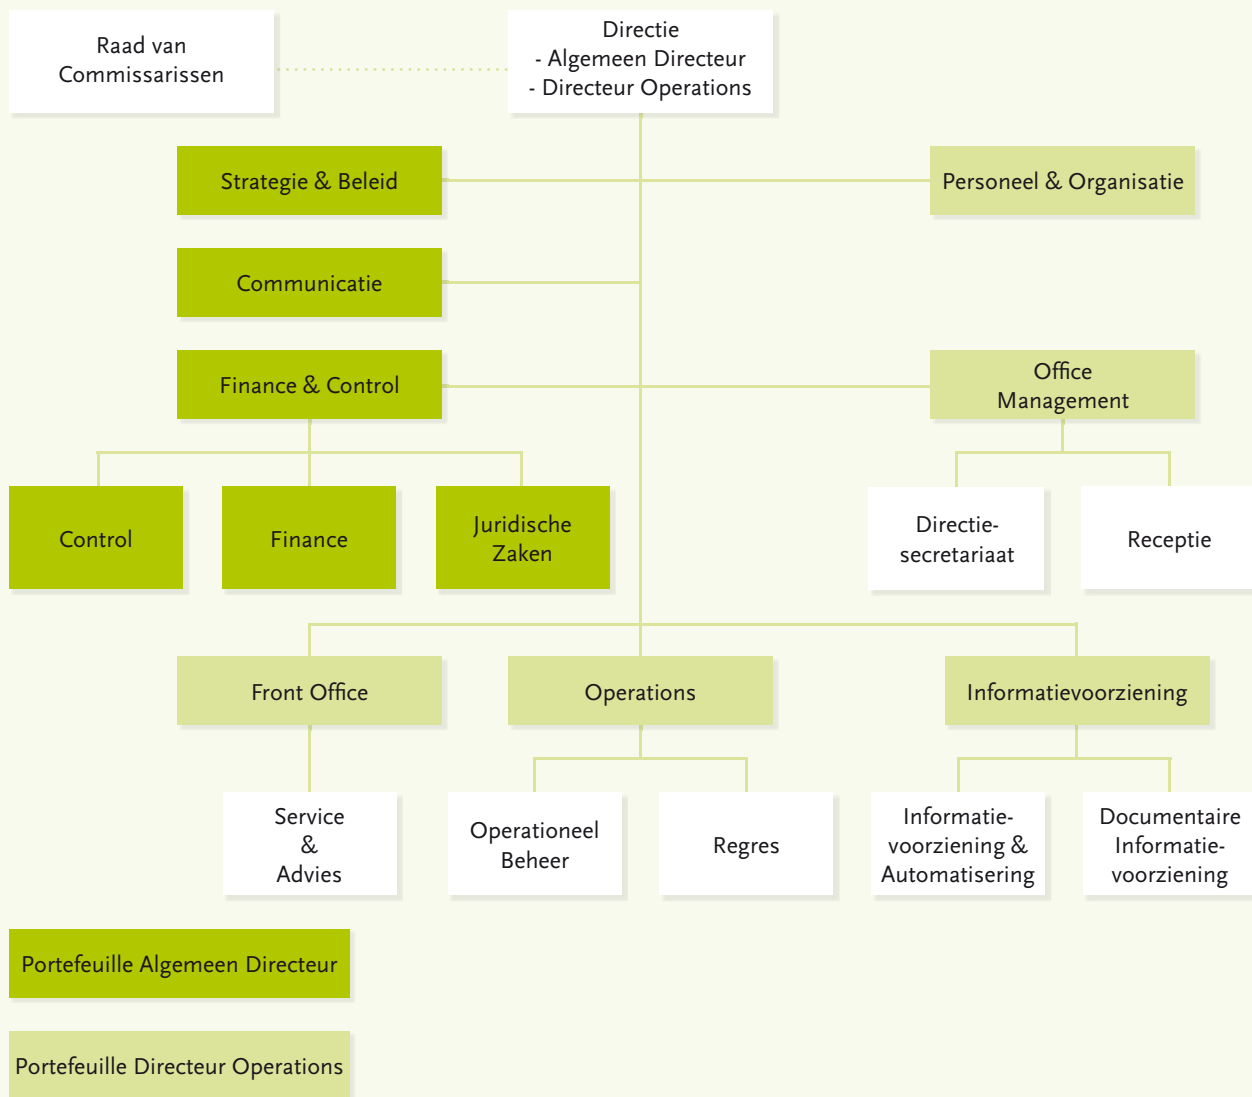 Raad van
Commissarissen
Directie
- Algemeen Directeur
- Directeur Operations
Strategie & Beleid
Personeel & Organisatie
Communicatie
Finance & Control
Office
Management
Control
Finance
Juridische
Zaken
Directie-
secretariaat
Receptie
Front Office
Operations
Informatievoorziening
Service
&
Advies
Operationeel
Beheer
Regres
Informatie-
voorziening &
Automatisering
Documentaire
Informatie-
voorziening
Portefeuille Algemeen Directeur
Portefeuille Directeur Operations